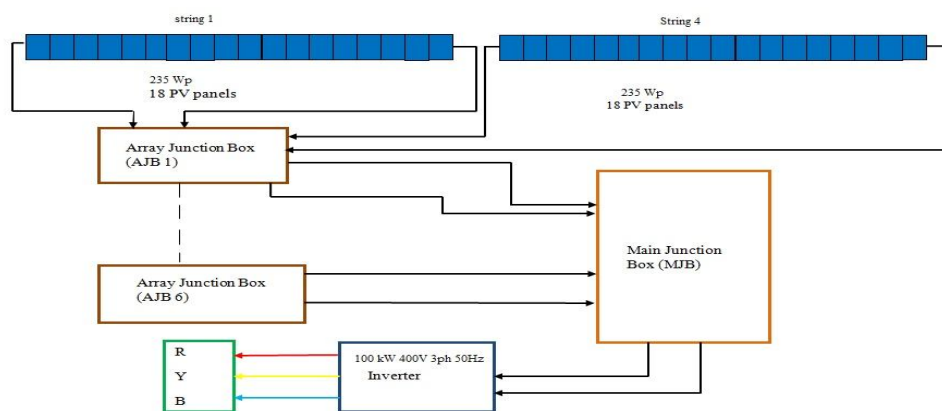 string 1
String 4
235 Wp
18 PV panels
235 Wp
18 PV panels
Array Junction Box
(AJB 1)
Main Junction
Box (MJB)
Array Junction Box
(AJB 6)
R
Y
B
100 kW 400V 3ph 50Hz
Inverter